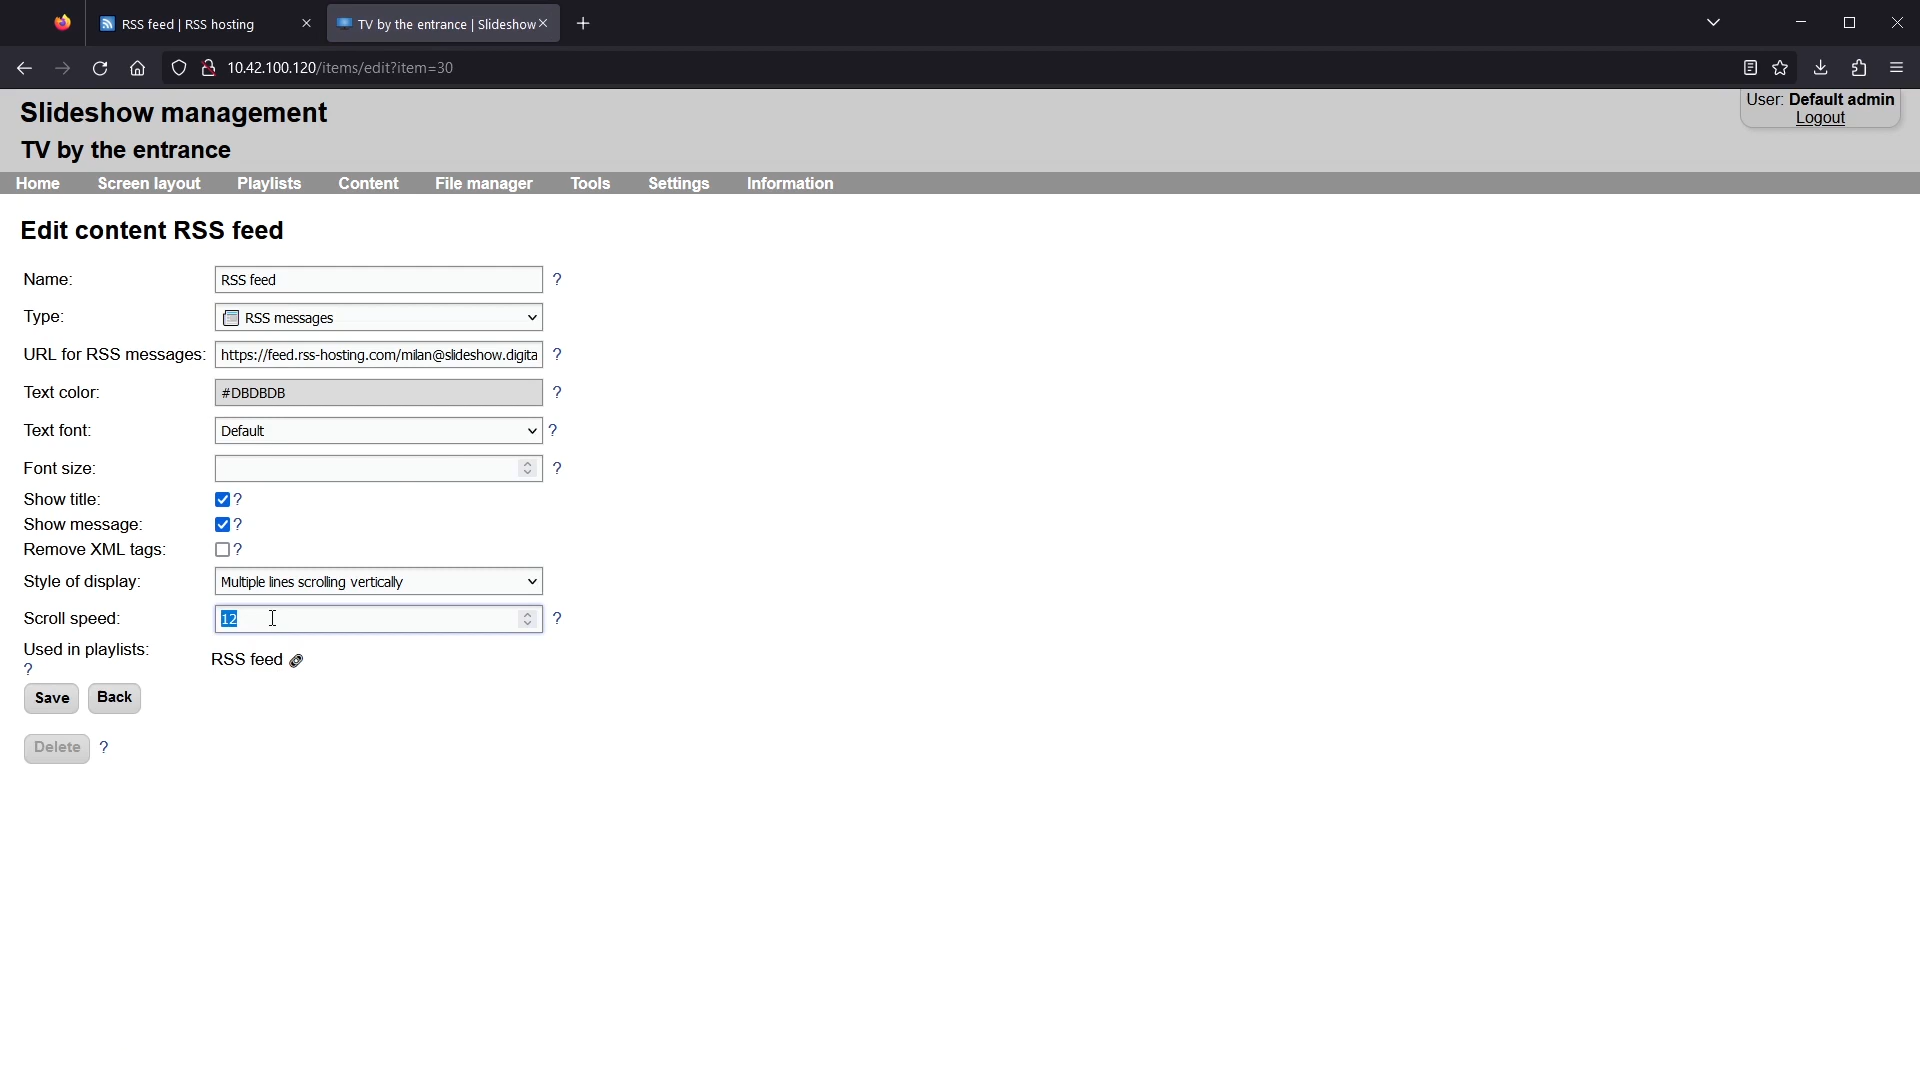 RSS feed | RSS hosting
TV by the entrance | Slideshow
10.42.100.120/items/edit?item=30
Slideshow management
User: Default admin
Logout
TV by the entrance
Home Screen layout Playlists Content File manager Tools Settings Information
Edit content RSS feed
Name: RSS feed ?
Type: RSS messages
URL for RSS messages: https://feed.rss-hosting.com/milan@slideshow.digita ?
Text color: #DBDBDB ?
Text font: Default ?
Font size: ?
Show title: ?
Show message: ?
Remove XML tags: ?
Style of display: Multiple lines scrolling vertically
Scroll speed: 12 ?
Used in playlists: RSS feed
?
Save Back
Delete ?